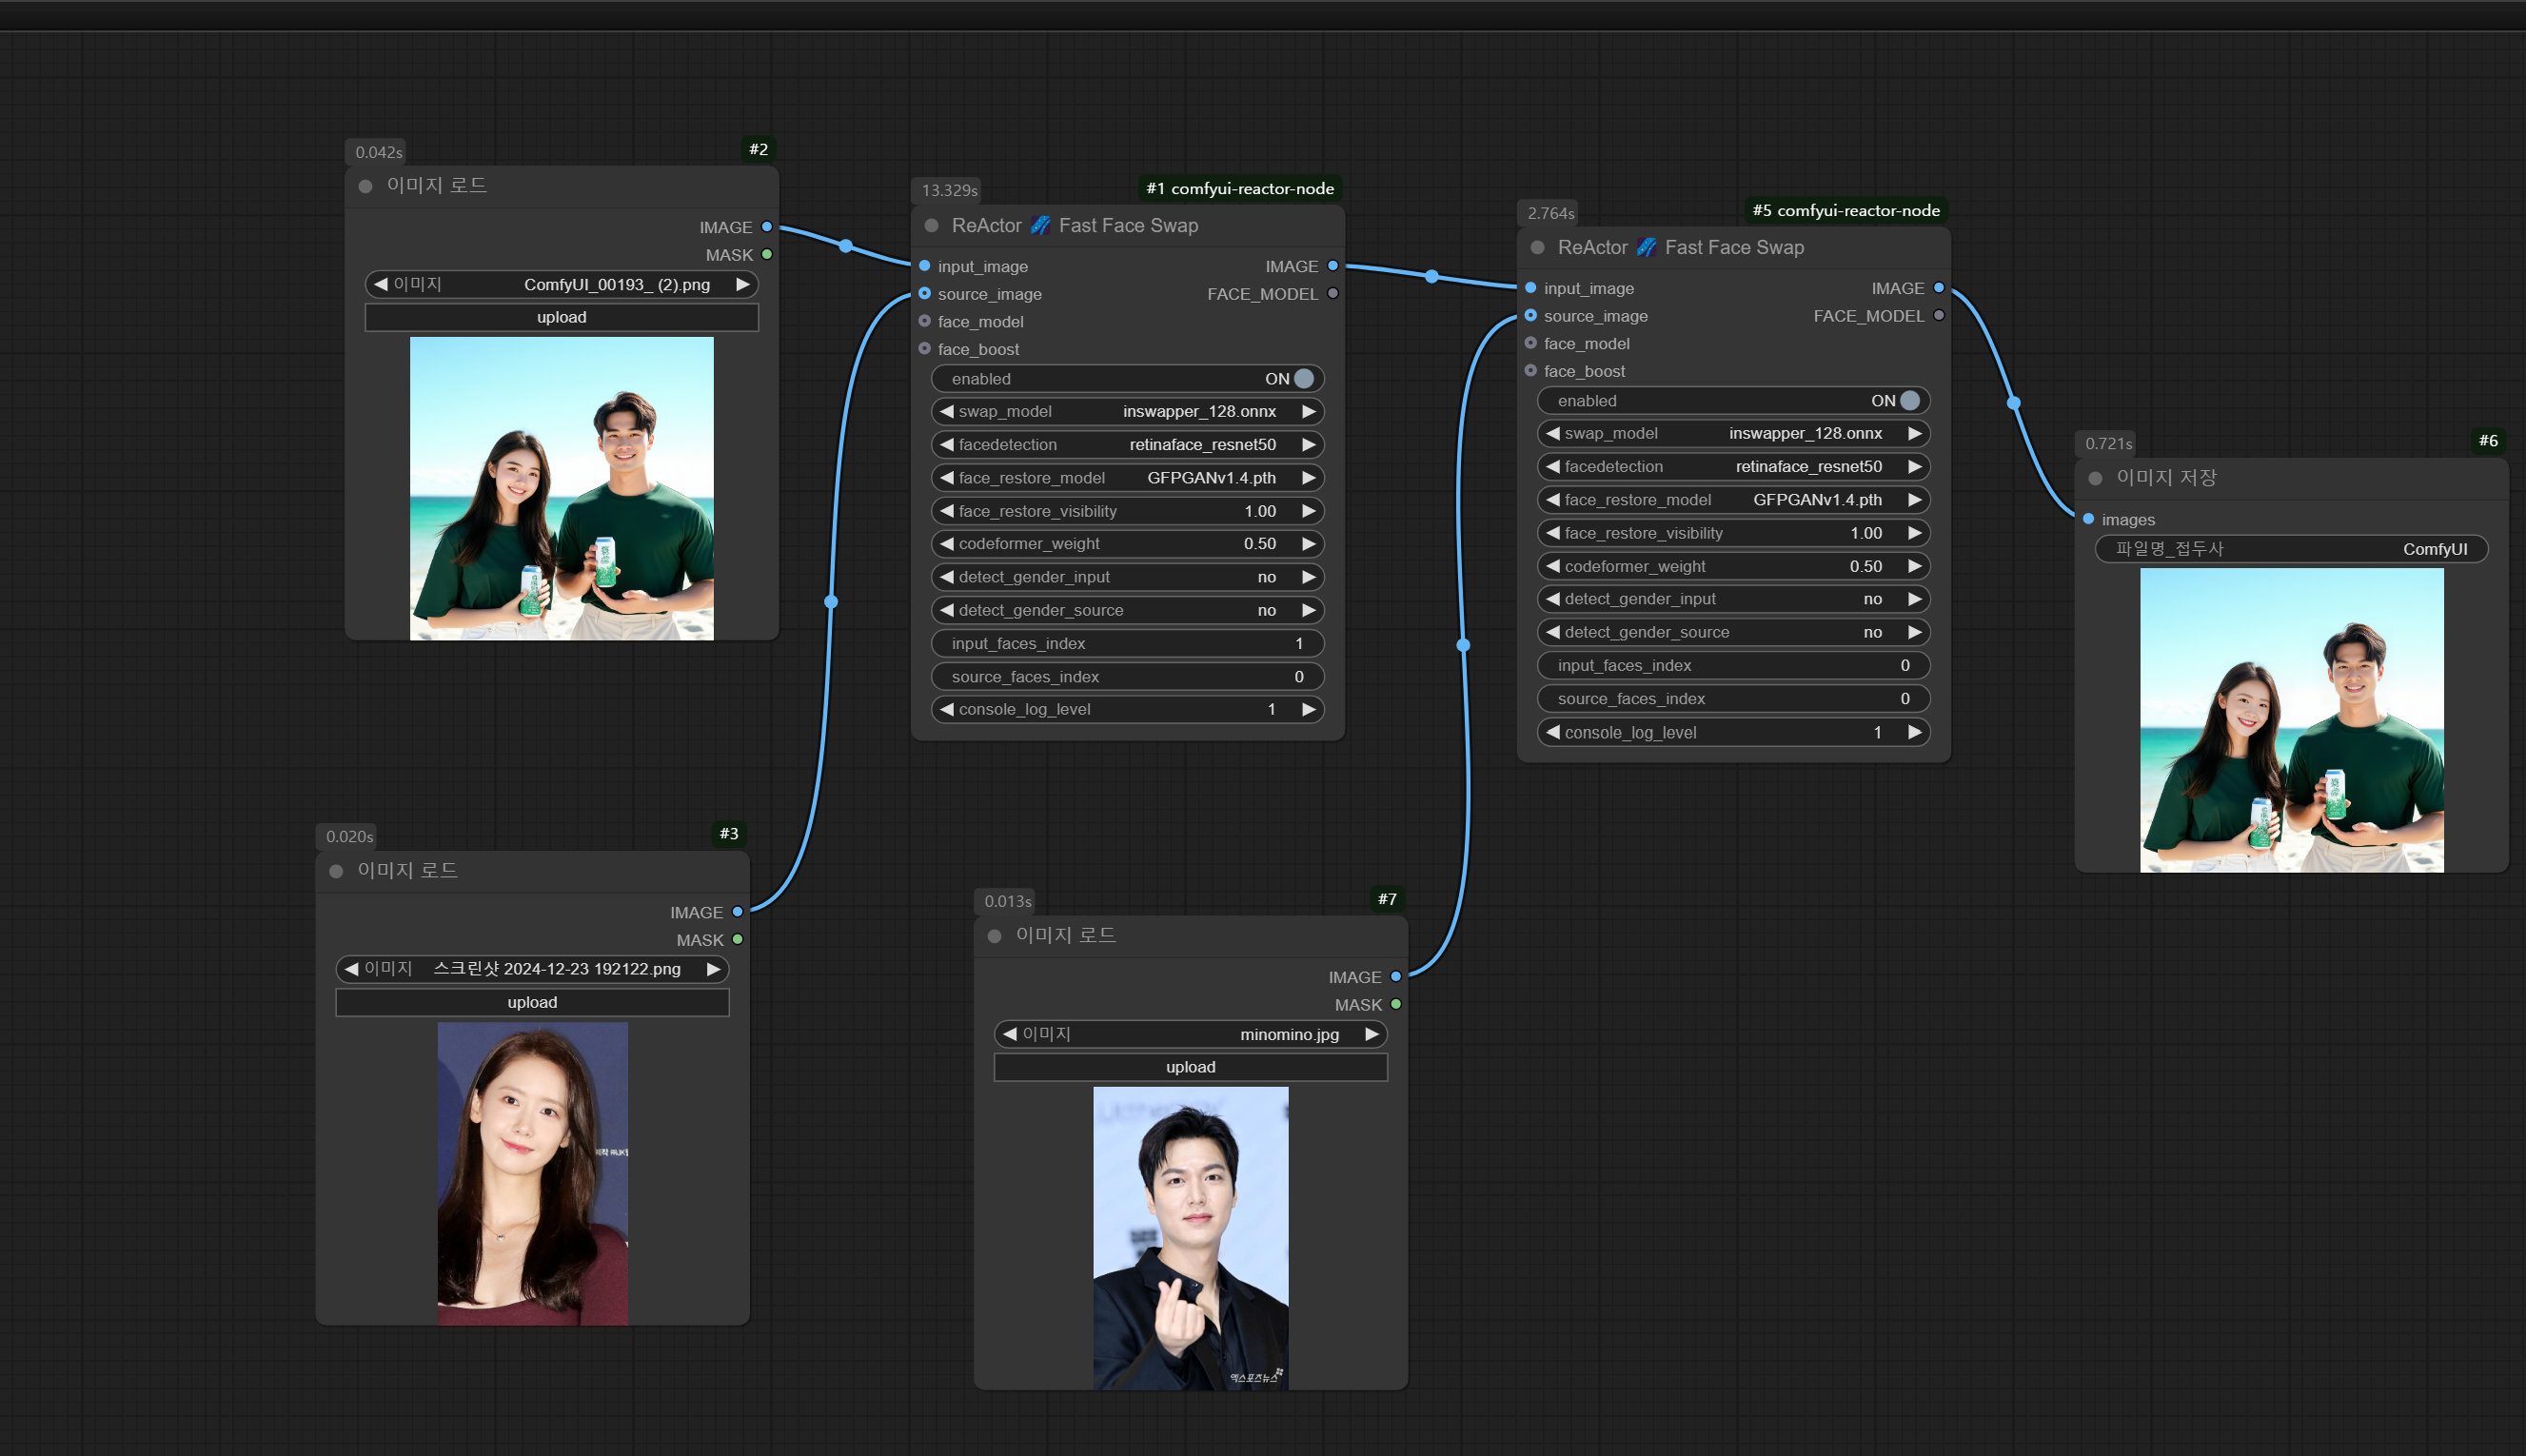 0.042s
#2
이미지 로드
IMAGE
MASK
이미지 ComfyUI_00193_ (2).png
upload
13.329s
#1 comfyui-reactor-node
ReActor Fast Face Swap
input_image IMAGE
source_image FACE_MODEL
face_model
face_boost
enabled ON
swap_model inswapper_128.onnx
facedetection retinaface_resnet50
face_restore_model GFPGANv1.4.pth
face_restore_visibility 1.00
codeformer_weight 0.50
detect_gender_input no
detect_gender_source no
input_faces_index 1
source_faces_index 0
console_log_level 1
2.764s
#5 comfyui-reactor-node
ReActor Fast Face Swap
input_image IMAGE
source_image FACE_MODEL
face_model
face_boost
enabled ON
swap_model inswapper_128.onnx
facedetection retinaface_resnet50
face_restore_model GFPGANv1.4.pth
face_restore_visibility 1.00
codeformer_weight 0.50
detect_gender_input no
detect_gender_source no
input_faces_index 0
source_faces_index 0
console_log_level 1
0.721s
#6
이미지 저장
images
파일명_접두사 ComfyUI
0.020s
#3
이미지 로드
IMAGE
MASK
이미지 스크린샷 2024-12-23 192122.png
upload
0.013s
#7
이미지 로드
IMAGE
MASK
이미지 minomino.jpg
upload
엑스포츠뉴스